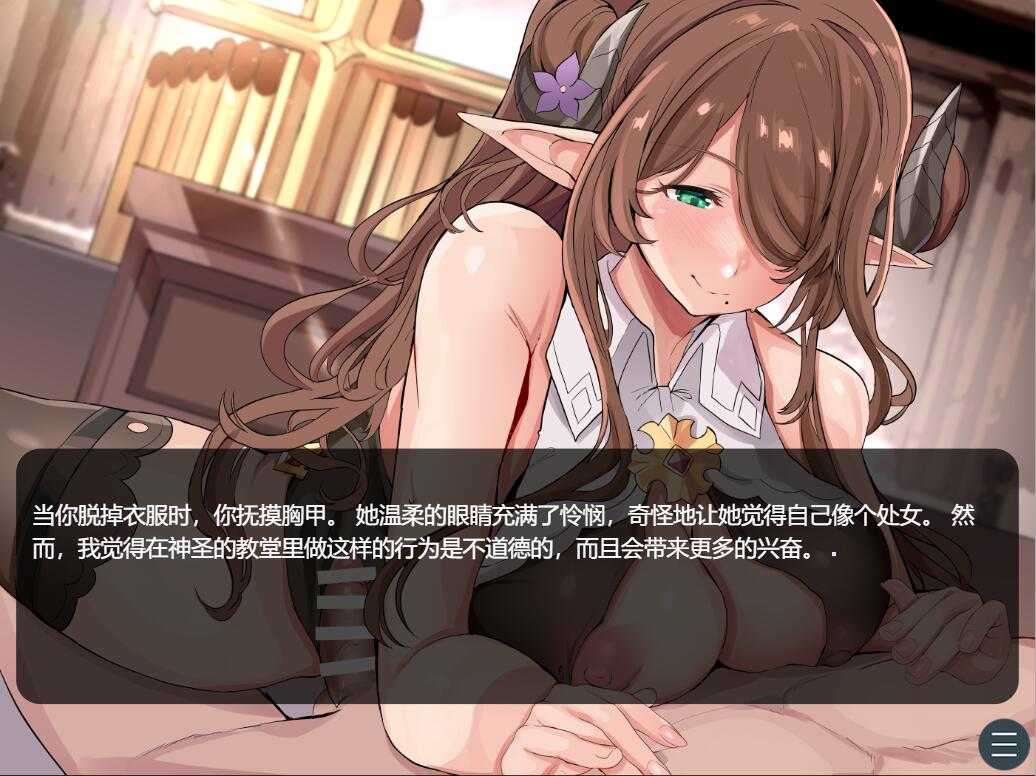 当你脱掉衣服时，你抚摸胸甲。 她温柔的眼睛充满了怜悯，奇怪地让她觉得自己像个处女。 然
而，我觉得在神圣的教堂里做这样的行为是不道德的，而且会带来更多的兴奋。 .